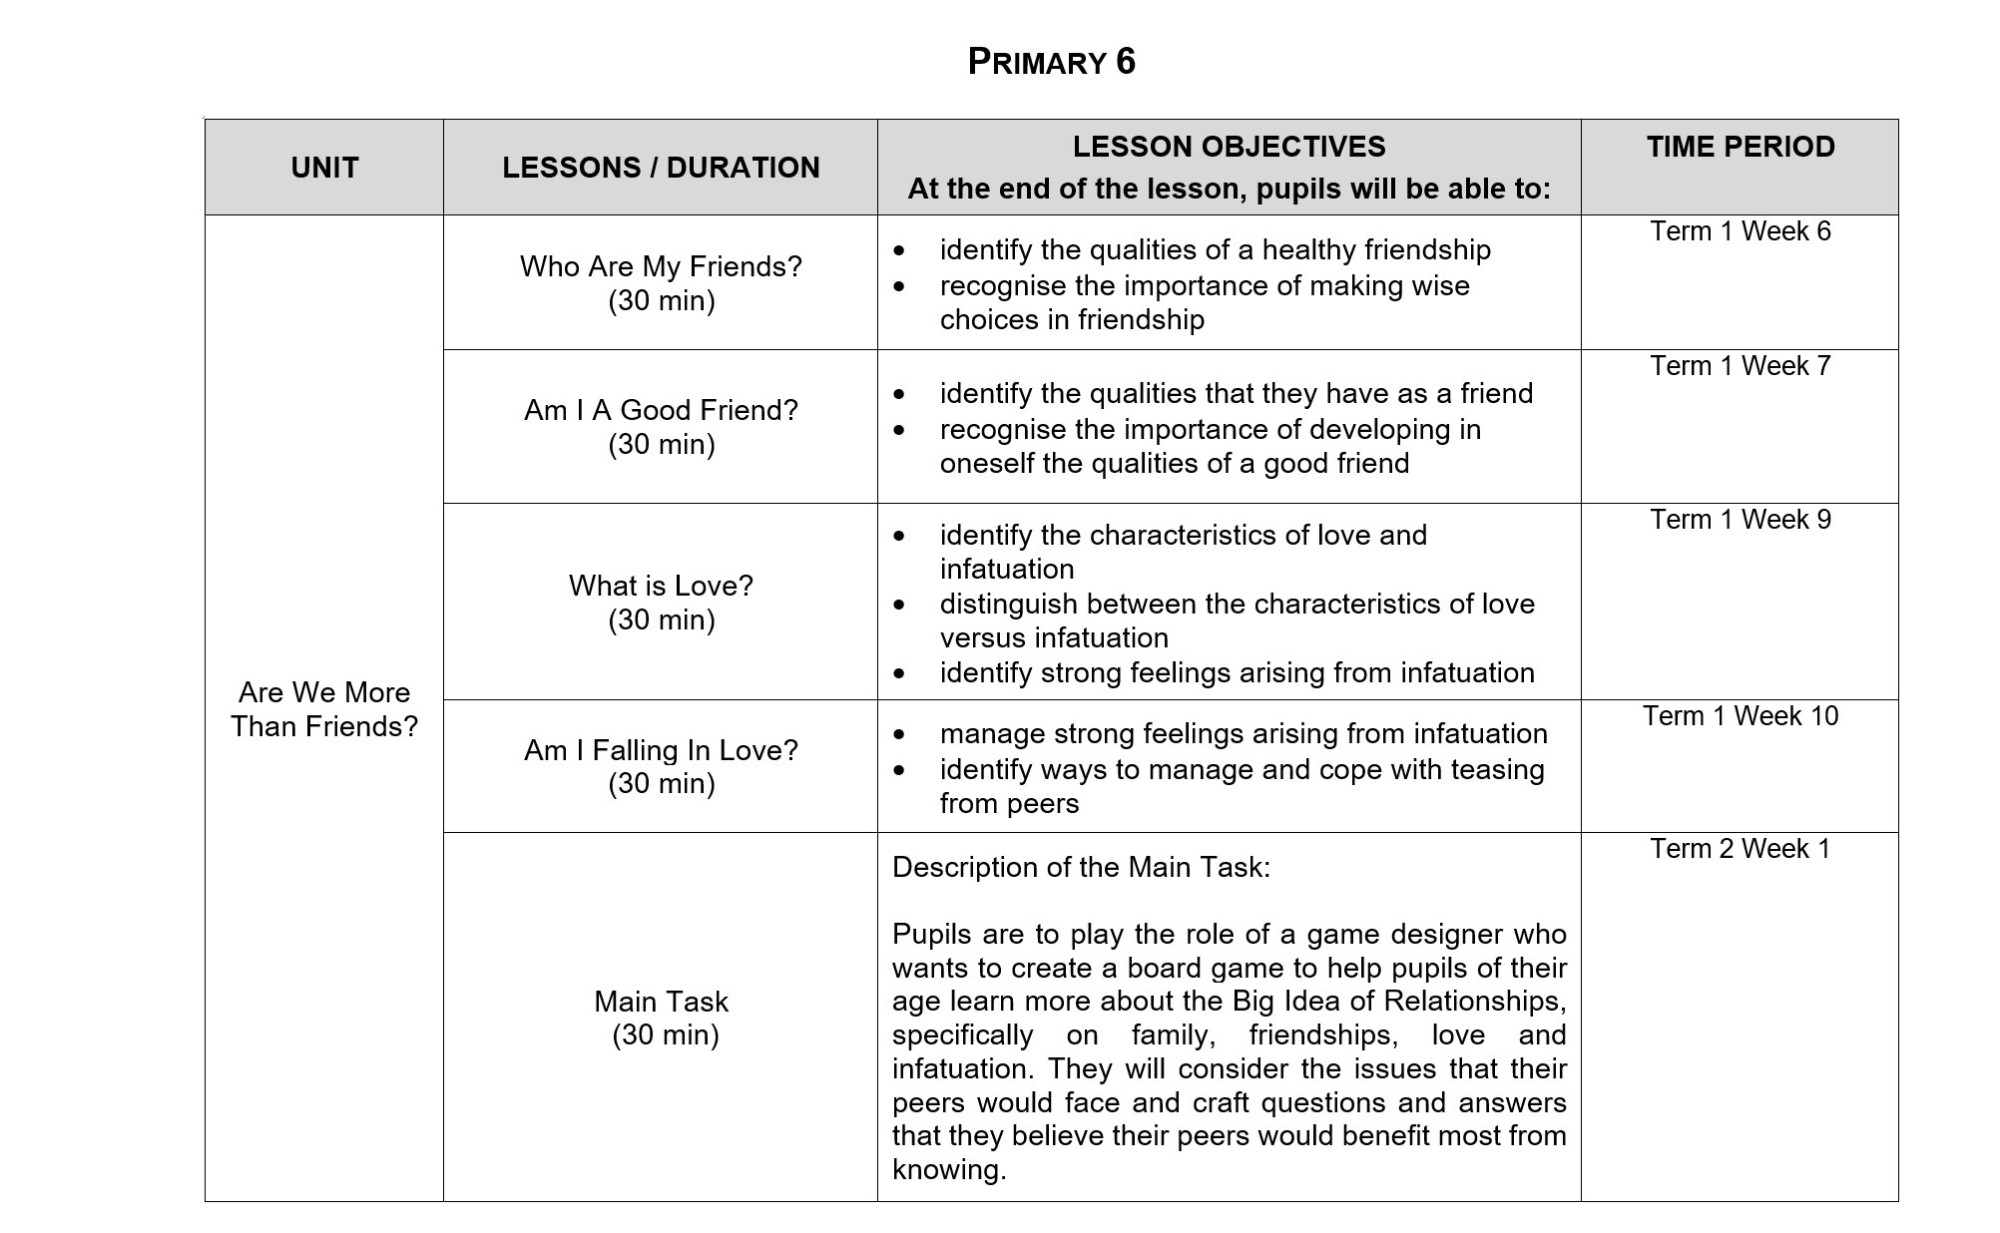 PRIMARY 6
UNIT
LESSONS / DURATION
LESSON OBJECTIVES
At the end of the lesson, pupils will be able to:
TIME PERIOD
Are We More
Than Friends?
Who Are My Friends?
(30 min)
• identify the qualities of a healthy friendship
• recognise the importance of making wise
choices in friendship
Term 1 Week 6
Am I A Good Friend?
(30 min)
• identify the qualities that they have as a friend
• recognise the importance of developing in
oneself the qualities of a good friend
Term 1 Week 7
What is Love?
(30 min)
• identify the characteristics of love and
infatuation
• distinguish between the characteristics of love
versus infatuation
• identify strong feelings arising from infatuation
Term 1 Week 9
Am I Falling In Love?
(30 min)
• manage strong feelings arising from infatuation
• identify ways to manage and cope with teasing
from peers
Term 1 Week 10
Main Task
(30 min)
Description of the Main Task:
Pupils are to play the role of a game designer who
wants to create a board game to help pupils of their
age learn more about the Big Idea of Relationships,
specifically on family, friendships, love and
infatuation. They will consider the issues that their
peers would face and craft questions and answers
that they believe their peers would benefit most from
knowing.
Term 2 Week 1